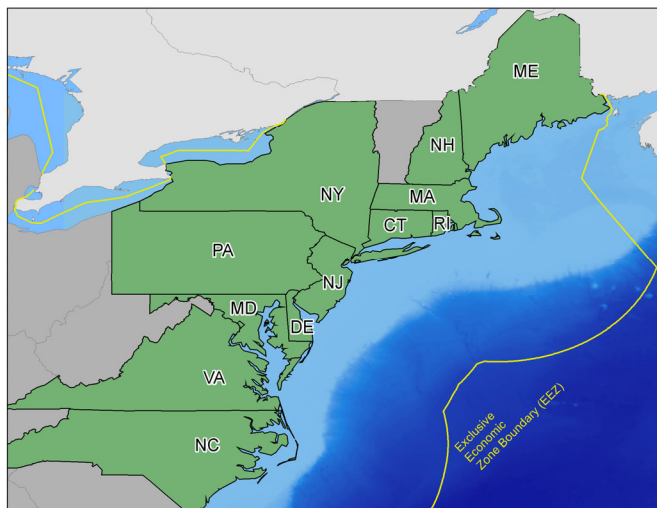 ME
NH
NY
MA
CT
RI
PA
NJ
MD
DE
VA
NC
Exclusive
Economic
Zone Boundary (EEZ)